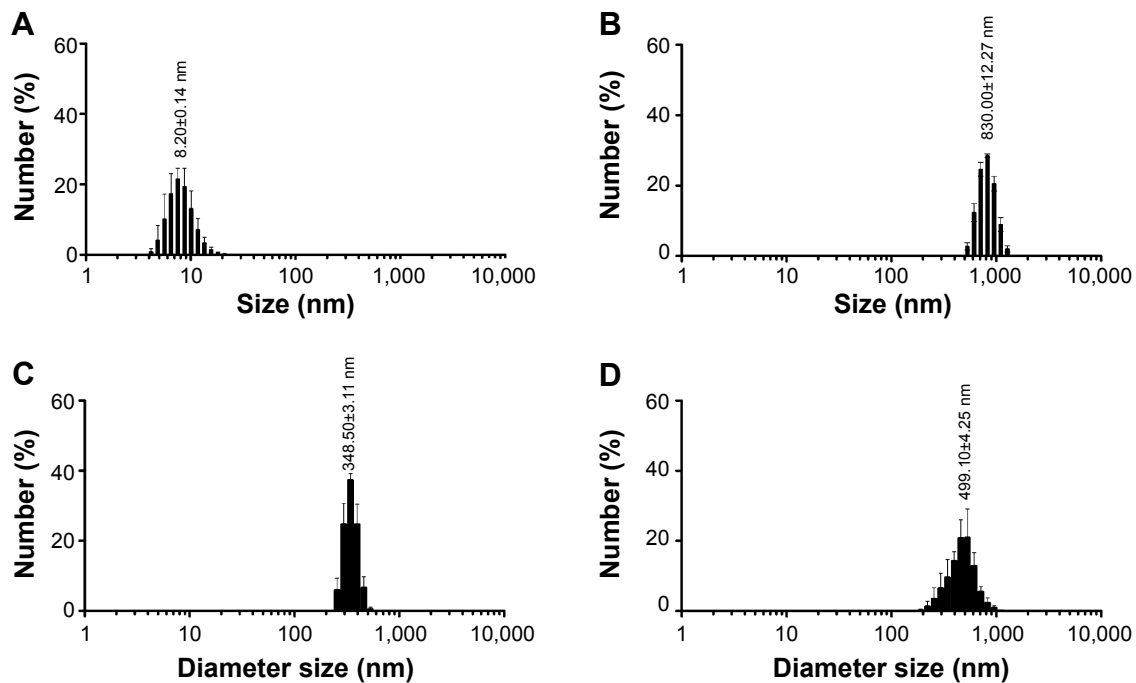 A
60
40
20
0
Number (%)
8.20±0.14 nm
1 10 100 1,000 10,000
Size (nm)
B
60
40
20
0
Number (%)
830.00±12.27 nm
1 10 100 1,000 10,000
Size (nm)
C
60
40
20
0
Number (%)
348.50±3.11 nm
1 10 100 1,000 10,000
Diameter size (nm)
D
60
40
20
0
Number (%)
499.10±4.25 nm
1 10 100 1,000 10,000
Diameter size (nm)